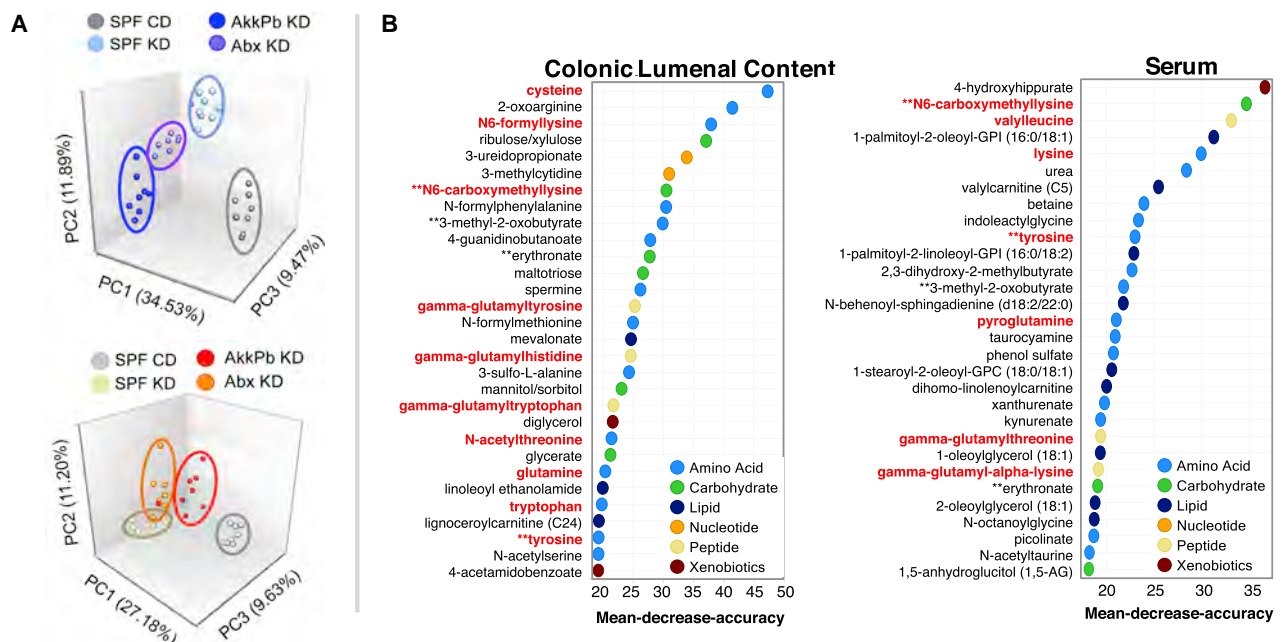 A
SPF CD
AkkPb KD
SPF KD
Abx KD
PC2 (11.89%)
PC1 (34.53%)
PC3 (9.47%)
SPF CD
AkkPb KD
SPF KD
Abx KD
PC2 (11.20%)
PC1 (27.18%)
PC3 (9.63%)
B
Colonic Lumenal Content
cysteine
2-oxoarginine
N6-formyllysine
ribulose/xylulose
3-ureidopropionate
3-methylcytidine
**N6-carboxymethyllysine
N-formylphenylalanine
**3-methyl-2-oxobutyrate
4-guanidinobutanoate
**erythronate
maltotriose
spermine
gamma-glutamyltyrosine
N-formylmethionine
mevalonate
gamma-glutamylhistidine
3-sulfo-L-alanine
mannitol/sorbitol
gamma-glutamyltryptophan
diglycerol
N-acetylthreonine
glycerate
glutamine
linoleoyl ethanolamide
tryptophan
lignoceroylcarnitine (C24)
**tyrosine
N-acetylserine
4-acetamidobenzoate
Amino Acid
Carbohydrate
Lipid
Nucleotide
Peptide
Xenobiotics
20 25 30 35 40 45 50
Mean-decrease-accuracy
Serum
4-hydroxyhippurate
**N6-carboxymethyllysine
valylleucine
1-palmitoyl-2-oleoyl-GPI (16:0/18:1)
lysine
urea
valylcarnitine (C5)
betaine
indoleactylglycine
**tyrosine
1-palmitoyl-2-linoleoyl-GPI (16:0/18:2)
2,3-dihydroxy-2-methylbutyrate
**3-methyl-2-oxobutyrate
N-behenoyl-sphingadienine (d18:2/22:0)
pyroglutamine
taurocyamine
phenol sulfate
1-stearoyl-2-oleoyl-GPC (18:0/18:1)
dihomo-linolenoylcarnitine
xanthurenate
kynurenate
gamma-glutamylthreonine
1-oleoylglycerol (18:1)
gamma-glutamyl-alpha-lysine
**erythronate
2-oleoylglycerol (18:1)
N-octanoylglycine
picolinate
N-acetyltaurine
1,5-anhydroglucitol (1,5-AG)
Amino Acid
Carbohydrate
Lipid
Nucleotide
Peptide
Xenobiotics
20 25 30 35
Mean-decrease-accuracy